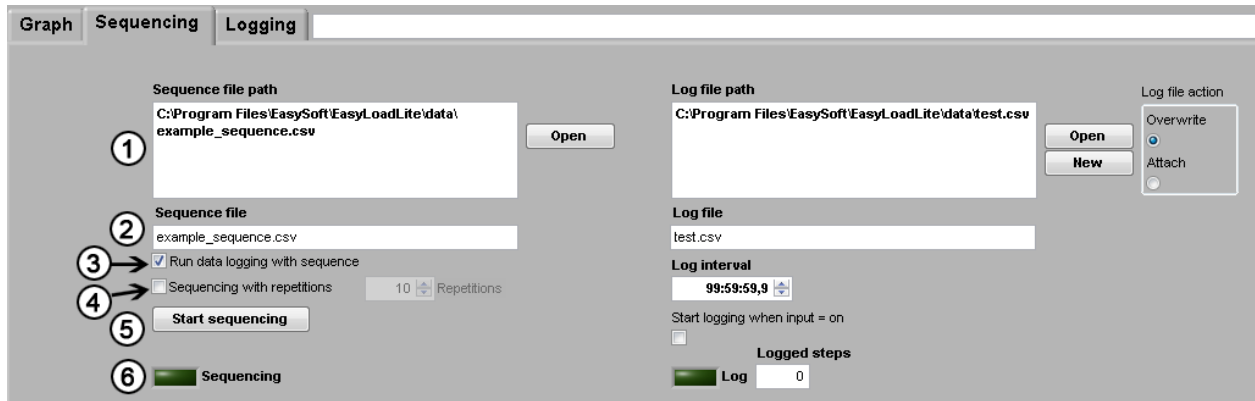 Graph Sequencing Logging
Sequence file path
C:\Program Files\EasySoft\EasyLoadLite\data\
example_sequence.csv
Open
1
Sequence file
2
example_sequence.csv
3
Run data logging with sequence
4
Sequencing with repetitions 10 Repetitions
5
Start sequencing
6
Sequencing
Log file path
C:\Program Files\EasySoft\EasyLoadLite\data\test.csv
Open
New
Log file action
Overwrite
Attach
Log file
test.csv
Log interval
99:59:59,9
Start logging when input = on
Logged steps
Log 0